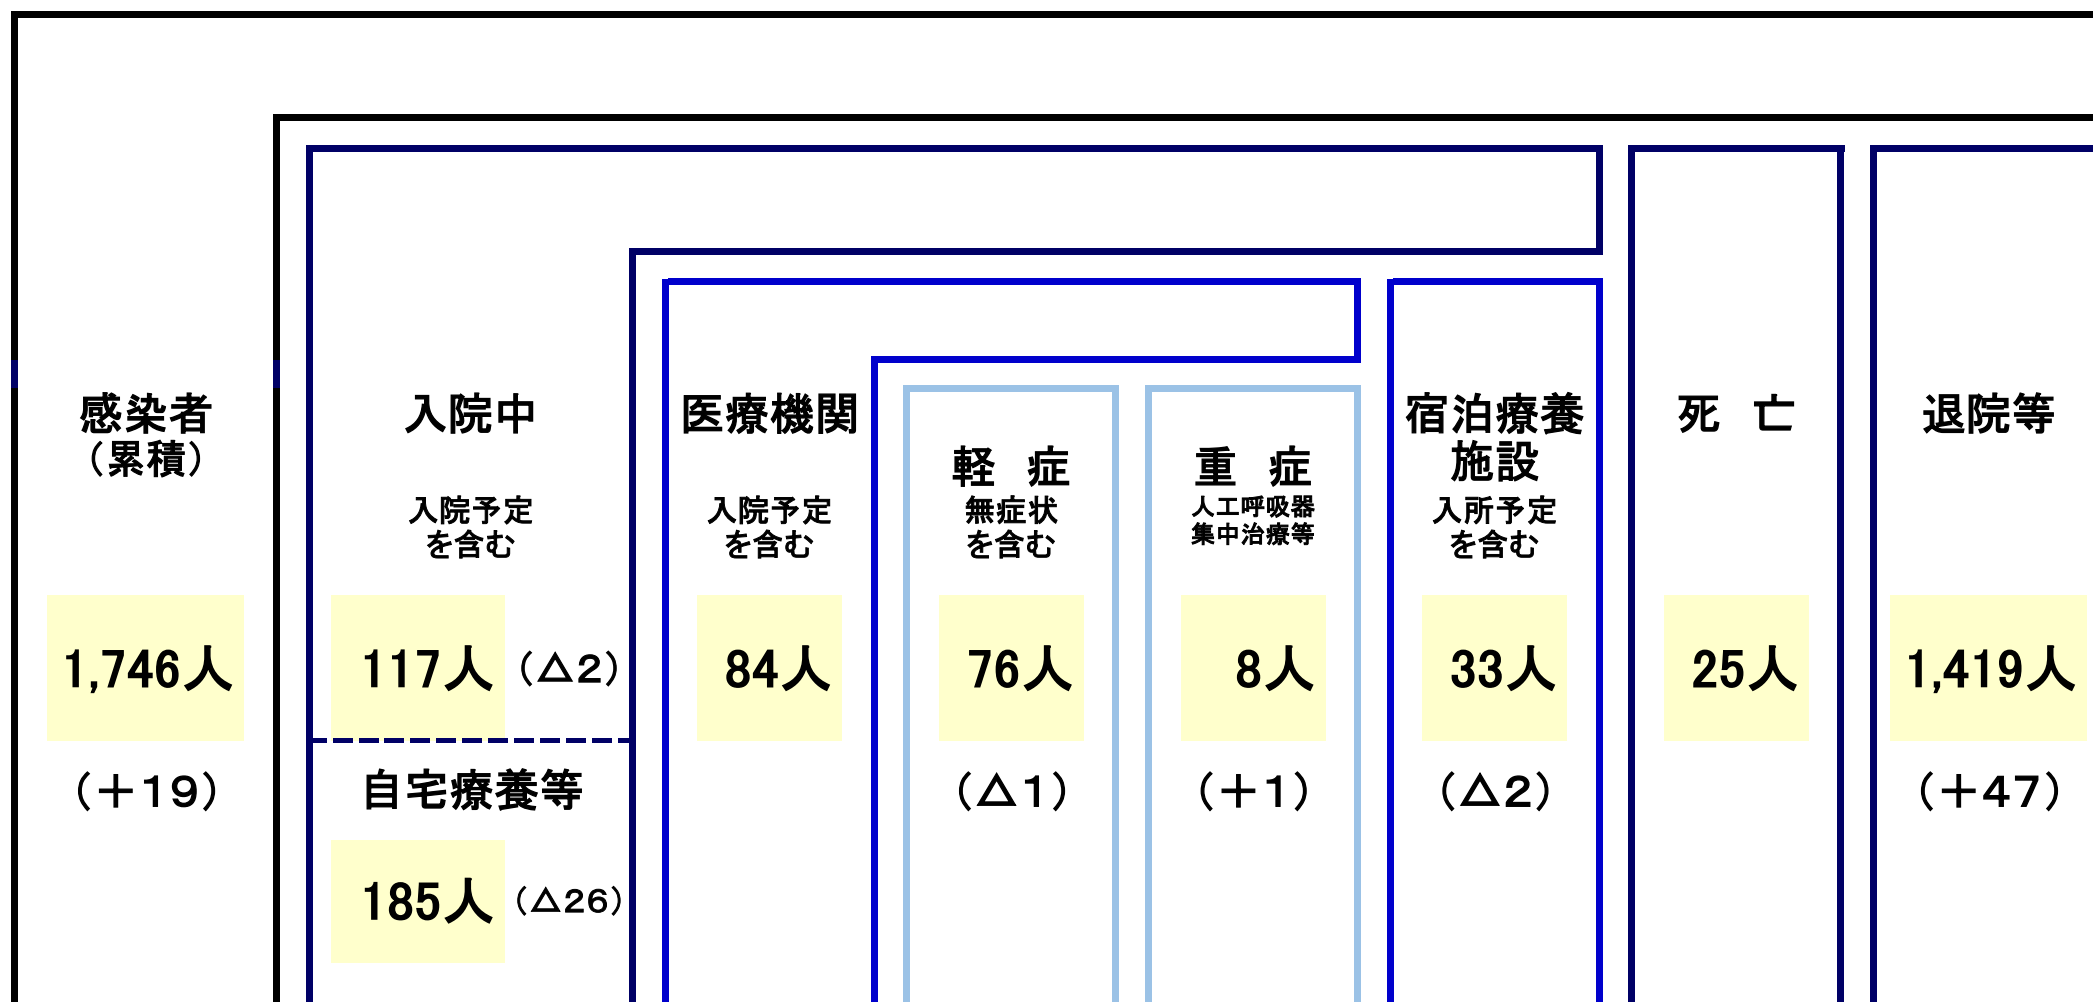 感染者
（累積）
1,746人
（＋19）
入院中
入院予定
を含む
117人（△2）
自宅療養等
185人（△26）
医療機関
入院予定
を含む
84人
軽 症
無症状
を含む
76人
（△1）
重 症
人工呼吸器
集中治療等
8人
（＋1）
宿泊療養
施設
入所予定
を含む
33人
（△2）
死 亡
25人
退院等
1,419人
（＋47）